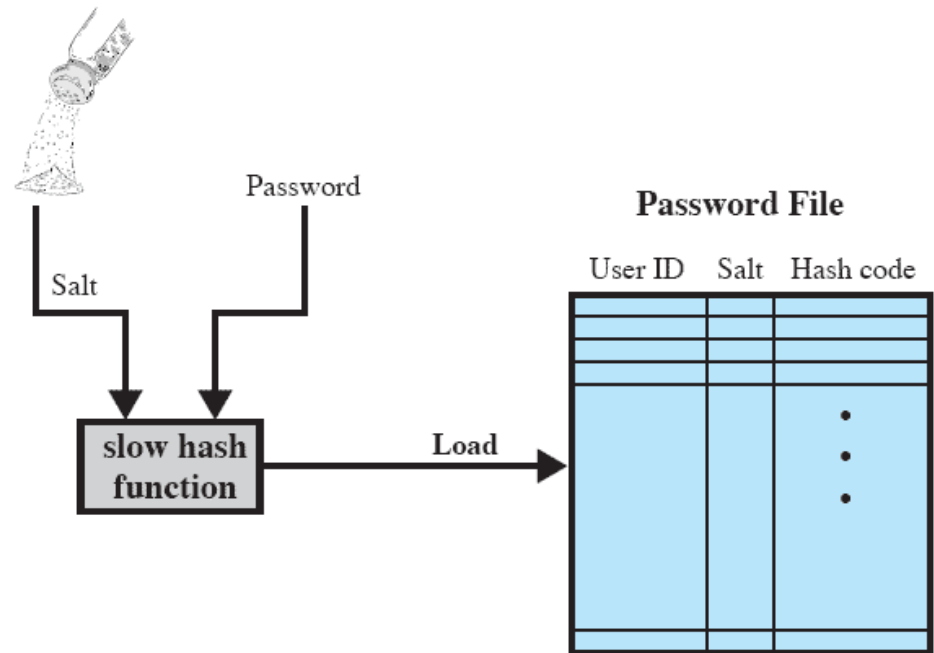 Password
Salt
slow hash
function
Load
Password File
User ID Salt Hash code